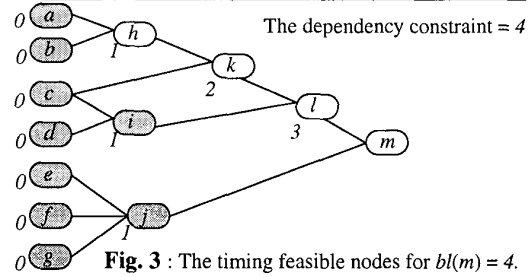 The dependency constraint = 4
0 a
h
0 b
1
k
0 c
2
l
i
0 d
1
3
m
0 e
0 f
j
1
0 g
Fig. 3 : The timing feasible nodes for bl(m) = 4.